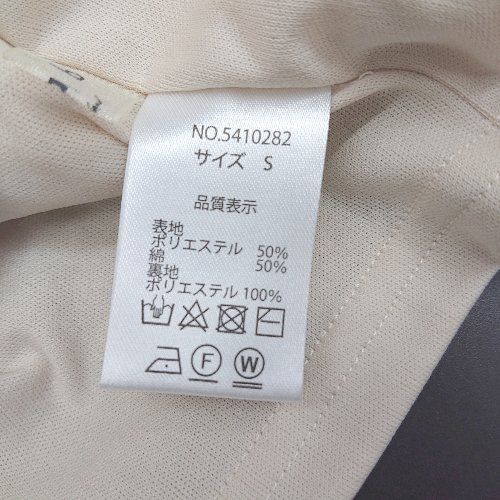 NO.5410282
サイズ S
品質表示
表地
ポリエステル 50%
綿 50%
裏地
ポリエステル 100%
F W